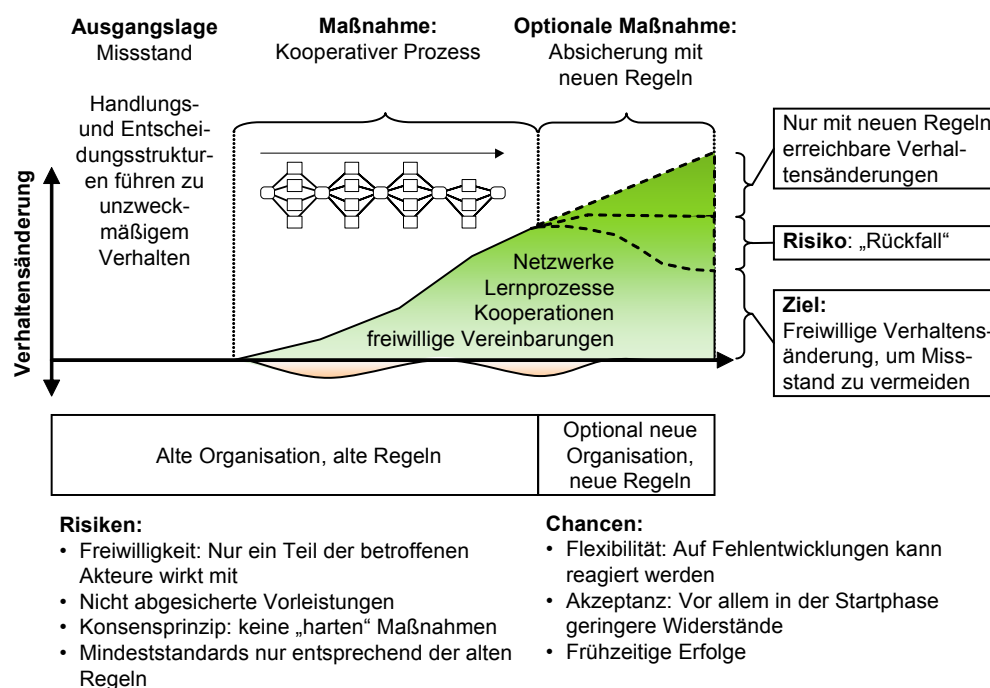 Ausgangslage
Missstand
Maßnahme:
Kooperativer Prozess
Optionale Maßnahme:
Absicherung mit
neuen Regeln
Handlungs-
und Entschei-
dungsstruktur-
en führen zu
unzweck-
mäßigem
Verhalten
Verhaltensänderung
Netzwerke
Lernprozesse
Kooperationen
freiwillige Vereinbarungen
Nur mit neuen Regeln
erreichbare Verhal-
tensänderungen
Risiko: „Rückfall“
Ziel:
Freiwillige Verhaltens-
änderung, um Miss-
stand zu vermeiden
Alte Organisation, alte Regeln
Optional neue
Organisation,
neue Regeln
Risiken:
• Freiwilligkeit: Nur ein Teil der betroffenen
Akteure wirkt mit
• Nicht abgesicherte Vorleistungen
• Konsensprinzip: keine „harten“ Maßnahmen
• Mindeststandards nur entsprechend der alten
Regeln
Chancen:
• Flexibilität: Auf Fehlentwicklungen kann
reagiert werden
• Akzeptanz: Vor allem in der Startphase
geringere Widerstände
• Frühzeitige Erfolge